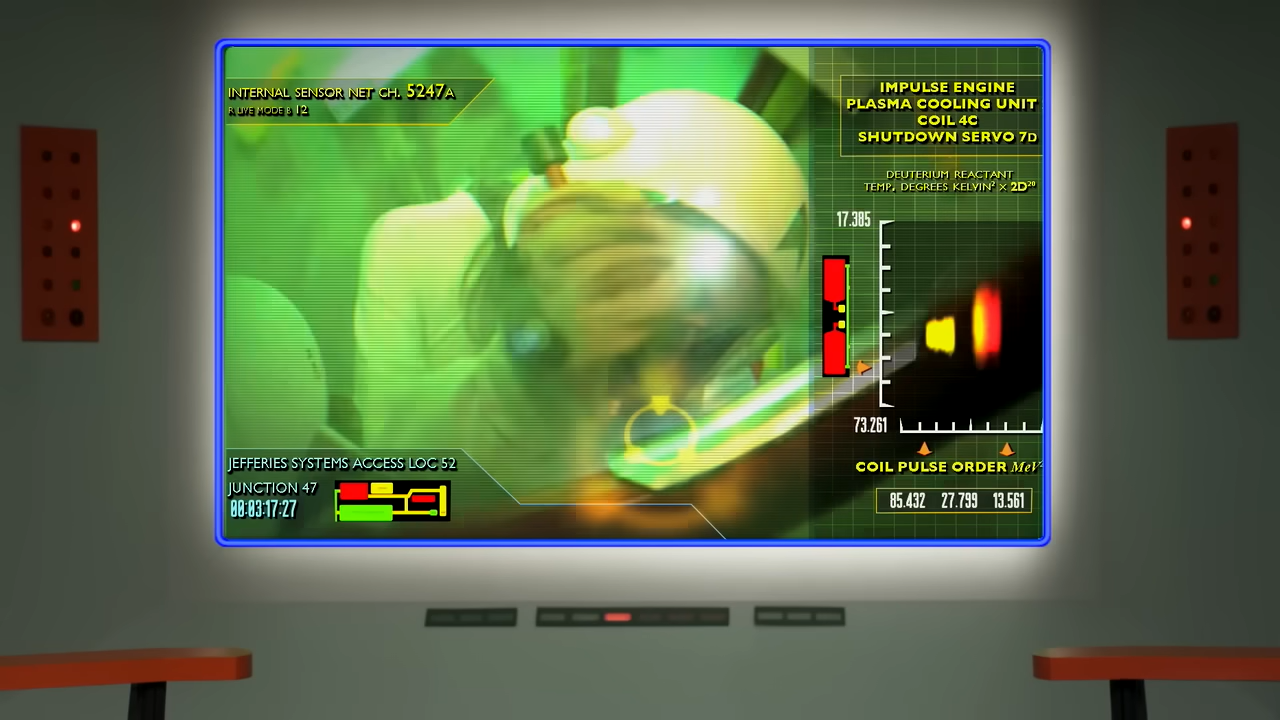 INTERNAL SENSOR NET CH. 5247A
R LIVE MODE B 12
IMPULSE ENGINE
PLASMA COOLING UNIT
COIL 4C
SHUTDOWN SERVO 7D
DEUTERIUM REACTANT
TEMP. DEGREES KELVIN² × 2D²⁰
17.385
73.261
COIL PULSE ORDER MeV
85.432 27.799 13.561
JEFFERIES SYSTEMS ACCESS LOC 52
JUNCTION 47
00:03:17:27